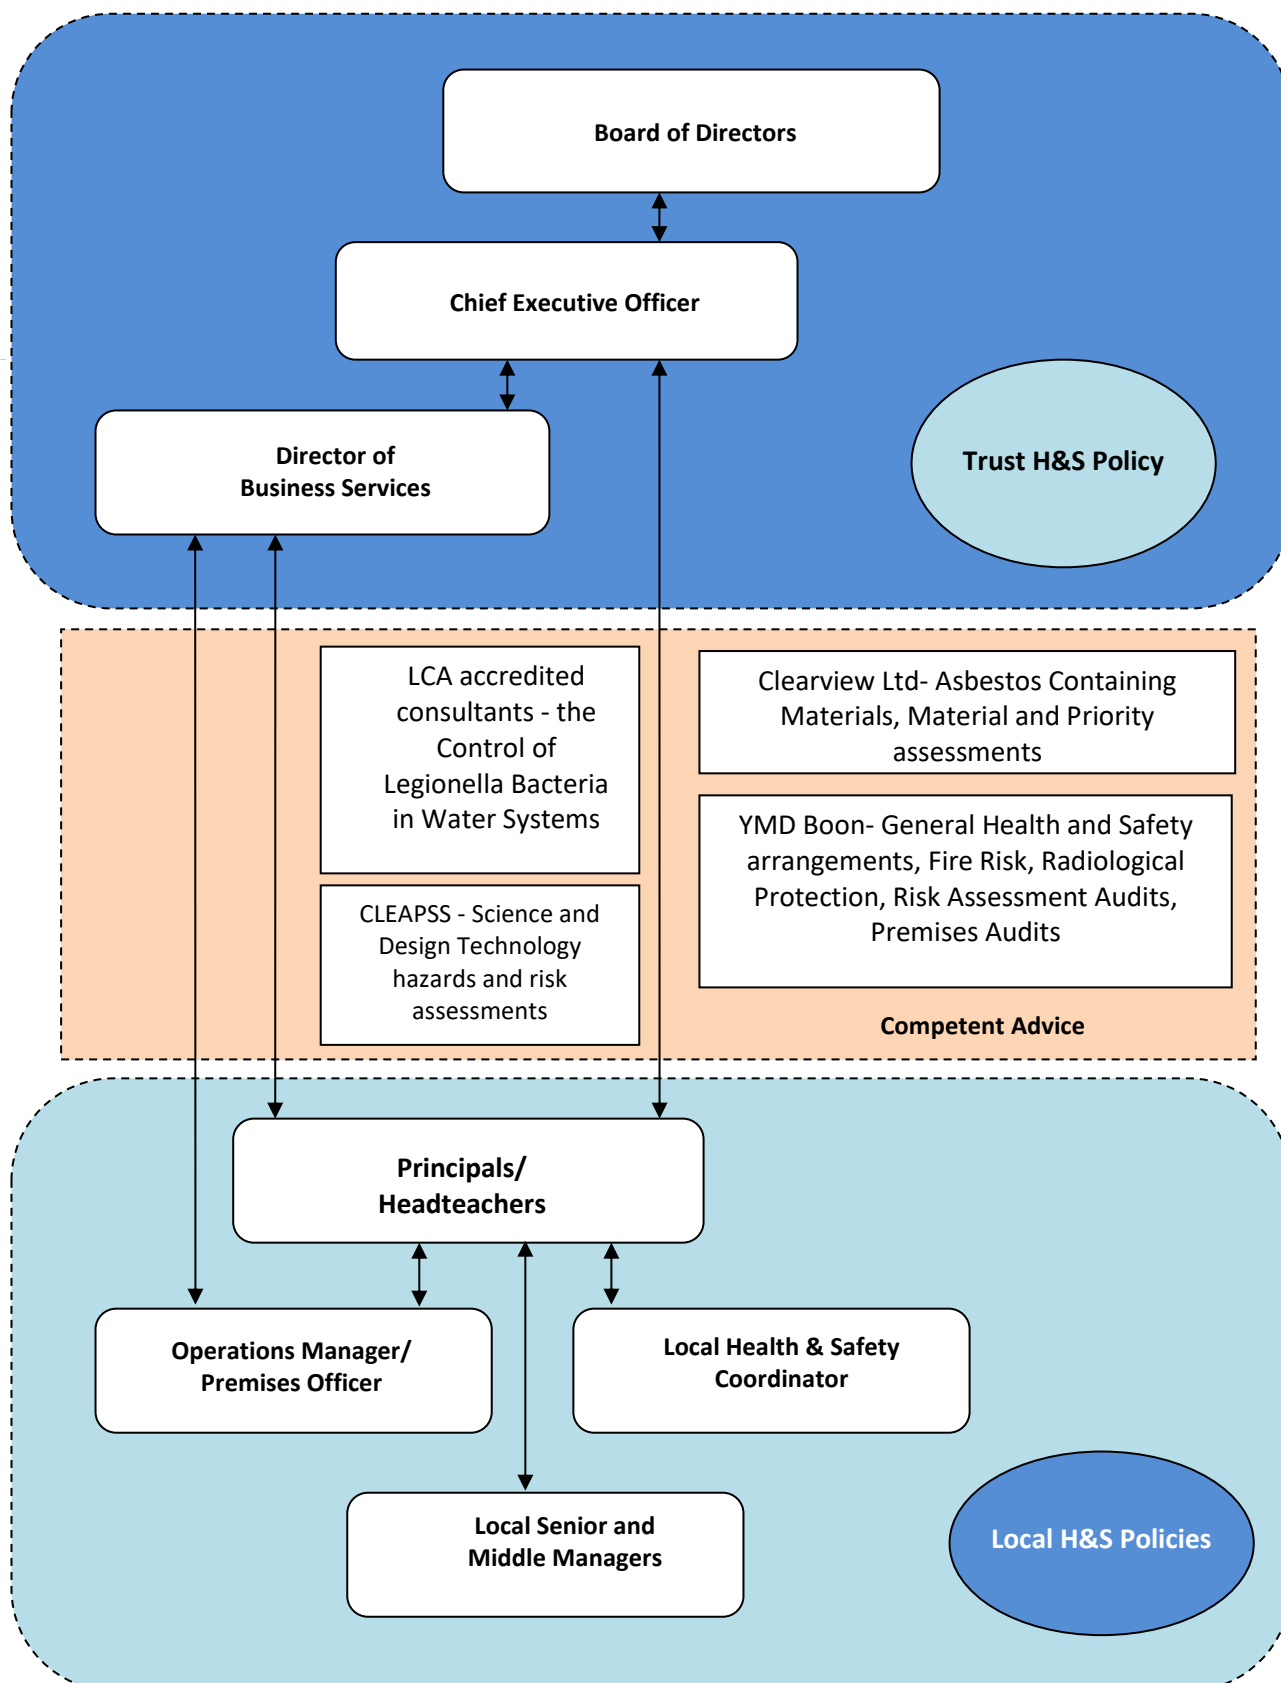 Board of Directors
Chief Executive Officer
Director of
Business Services
Trust H&S Policy
LCA accredited
consultants - the
Control of
Legionella Bacteria
in Water Systems
Clearview Ltd- Asbestos Containing
Materials, Material and Priority
assessments
CLEAPSS - Science and
Design Technology
hazards and risk
assessments
YMD Boon- General Health and Safety
arrangements, Fire Risk, Radiological
Protection, Risk Assessment Audits,
Premises Audits
Competent Advice
Principals/
Headteachers
Operations Manager/
Premises Officer
Local Health & Safety
Coordinator
Local Senior and
Middle Managers
Local H&S Policies